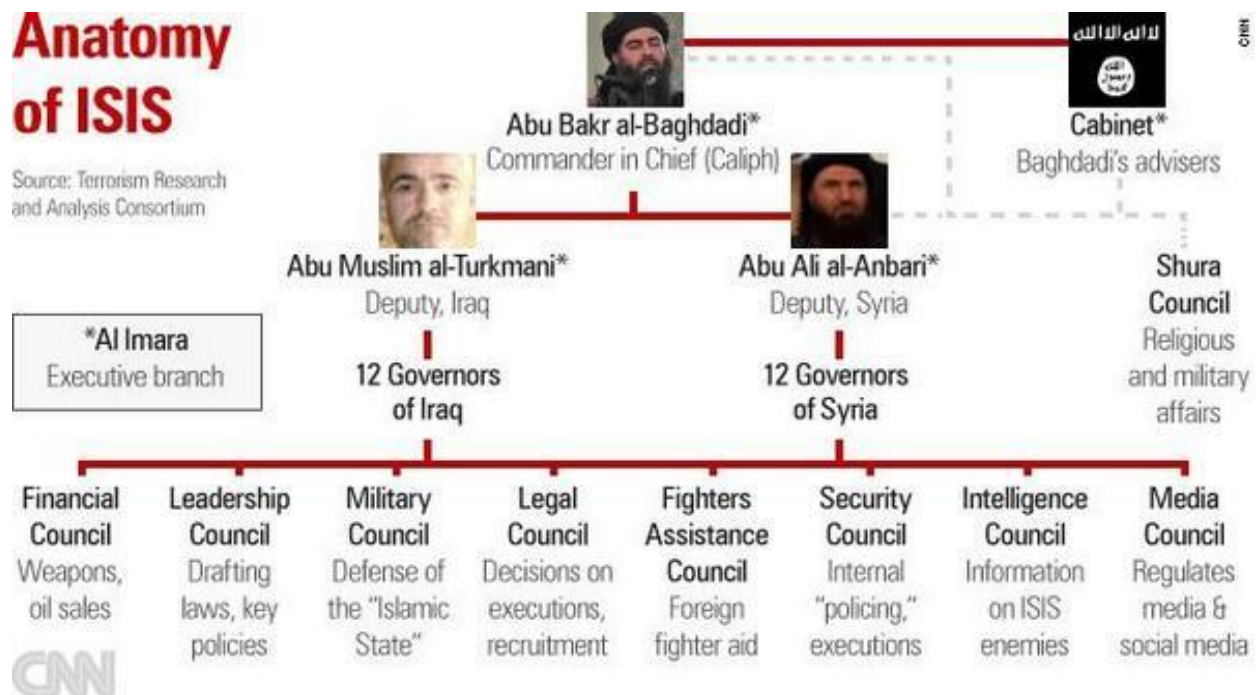 Anatomy
of ISIS
Source: Terrorism Research
and Analysis Consortium
CNN
Abu Bakr al-Baghdadi*
Commander in Chief (Caliph)
لا اله الا الله
الله
رسول
محمد
Cabinet*
Baghdadi's advisers
Abu Muslim al-Turkmani*
Deputy, Iraq
Abu Ali al-Anbari*
Deputy, Syria
Shura
Council
Religious
and military
affairs
*Al Imara
Executive branch
12 Governors
of Iraq
12 Governors
of Syria
Financial
Council
Weapons,
oil sales
Leadership
Council
Drafting
laws, key
policies
Military
Council
Defense of
the "Islamic
State"
Legal
Council
Decisions on
executions,
recruitment
Fighters
Assistance
Council
Foreign
fighter aid
Security
Council
Internal
"policing,"
executions
Intelligence
Council
Information
on ISIS
enemies
Media
Council
Regulates
media &
social media
CNN